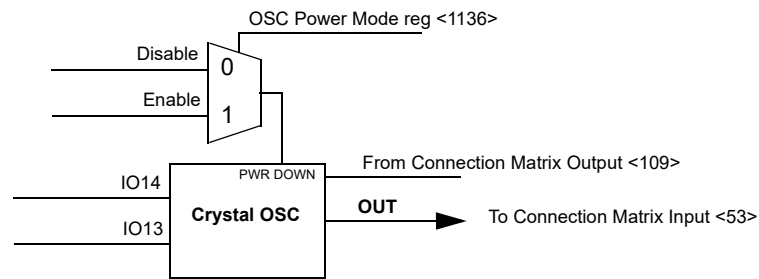 OSC Power Mode reg <1136>
Disable
0
Enable
1
PWR DOWN
From Connection Matrix Output <109>
IO14
Crystal OSC
OUT
To Connection Matrix Input <53>
IO13